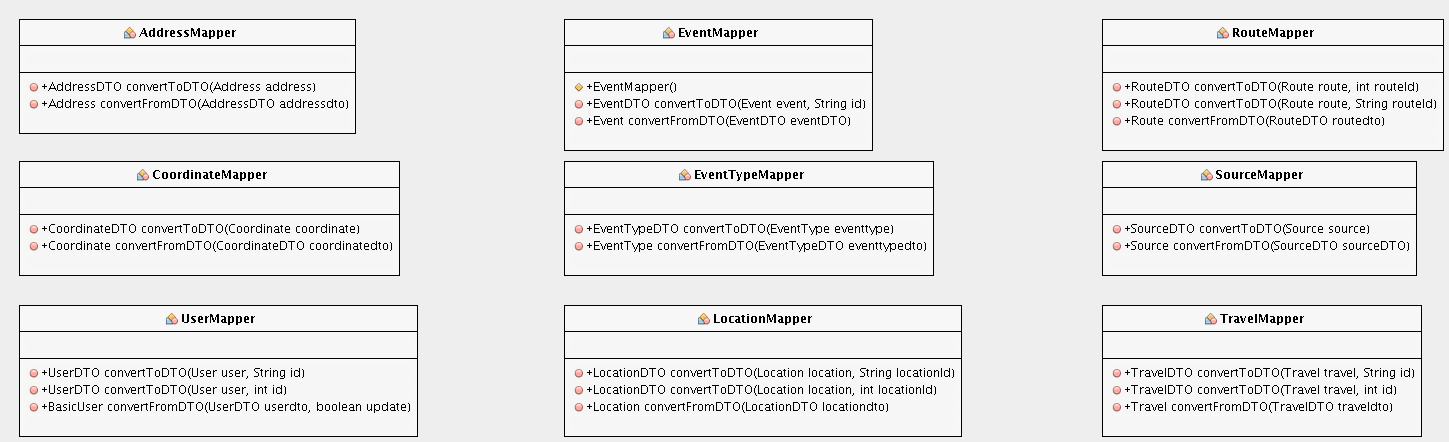 AddressMapper
+AddressDTO convertToDTO(Address address)
+Address convertFromDTO(AddressDTO addressdto)
EventMapper
+EventMapper()
+EventDTO convertToDTO(Event event, String id)
+Event convertFromDTO(EventDTO eventDTO)
RouteMapper
+RouteDTO convertToDTO(Route route, int routeId)
+RouteDTO convertToDTO(Route route, String routeId)
+Route convertFromDTO(RouteDTO routedto)
CoordinateMapper
+CoordinateDTO convertToDTO(Coordinate coordinate)
+Coordinate convertFromDTO(CoordinateDTO coordinatedto)
EventTypeMapper
+EventTypeDTO convertToDTO(EventType eventtype)
+EventType convertFromDTO(EventTypeDTO eventtypedto)
SourceMapper
+SourceDTO convertToDTO(Source source)
+Source convertFromDTO(SourceDTO sourceDTO)
UserMapper
+UserDTO convertToDTO(User user, String id)
+UserDTO convertToDTO(User user, int id)
+BasicUser convertFromDTO(UserDTO userdto, boolean update)
LocationMapper
+LocationDTO convertToDTO(Location location, String locationId)
+LocationDTO convertToDTO(Location location, int locationId)
+Location convertFromDTO(LocationDTO locationdto)
TravelMapper
+TravelDTO convertToDTO(Travel travel, String id)
+TravelDTO convertToDTO(Travel travel, int id)
+Travel convertFromDTO(TravelDTO traveldto)